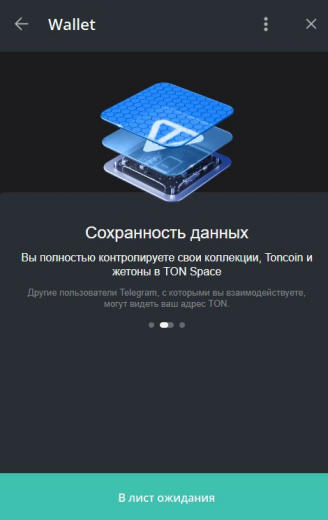 Wallet
Сохранность данных
Вы полностью контролируете свои коллекции, Toncoin и
жетоны в TON Space
Другие пользователи Telegram, с которыми вы взаимодействуете,
могут видеть ваш адрес TON.
В лист ожидания